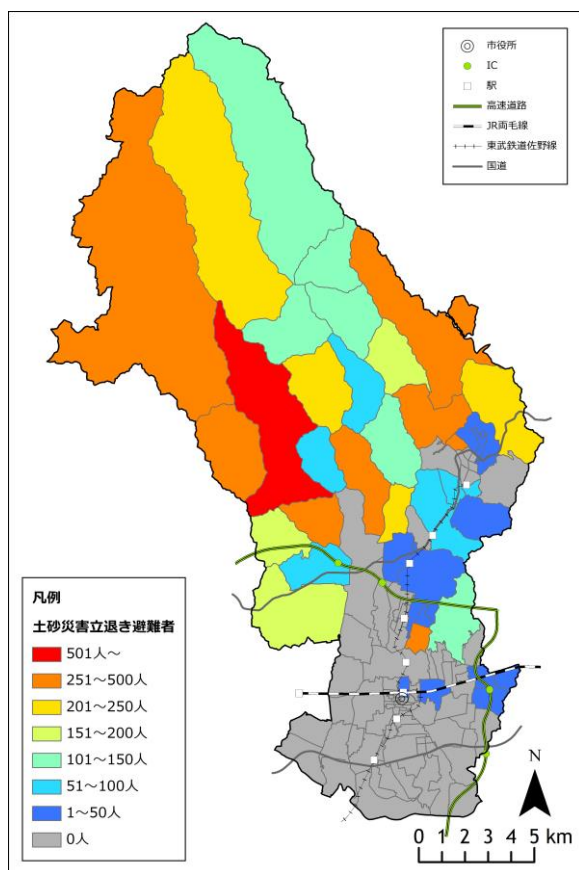 市役所
IC
駅
高速道路
JR両毛線
東武鉄道佐野線
国道
凡例
土砂災害立退き避難者
501人～
251～500人
201～250人
151～200人
101～150人
51～100人
1～50人
0人
N
0 1 2 3 4 5 km